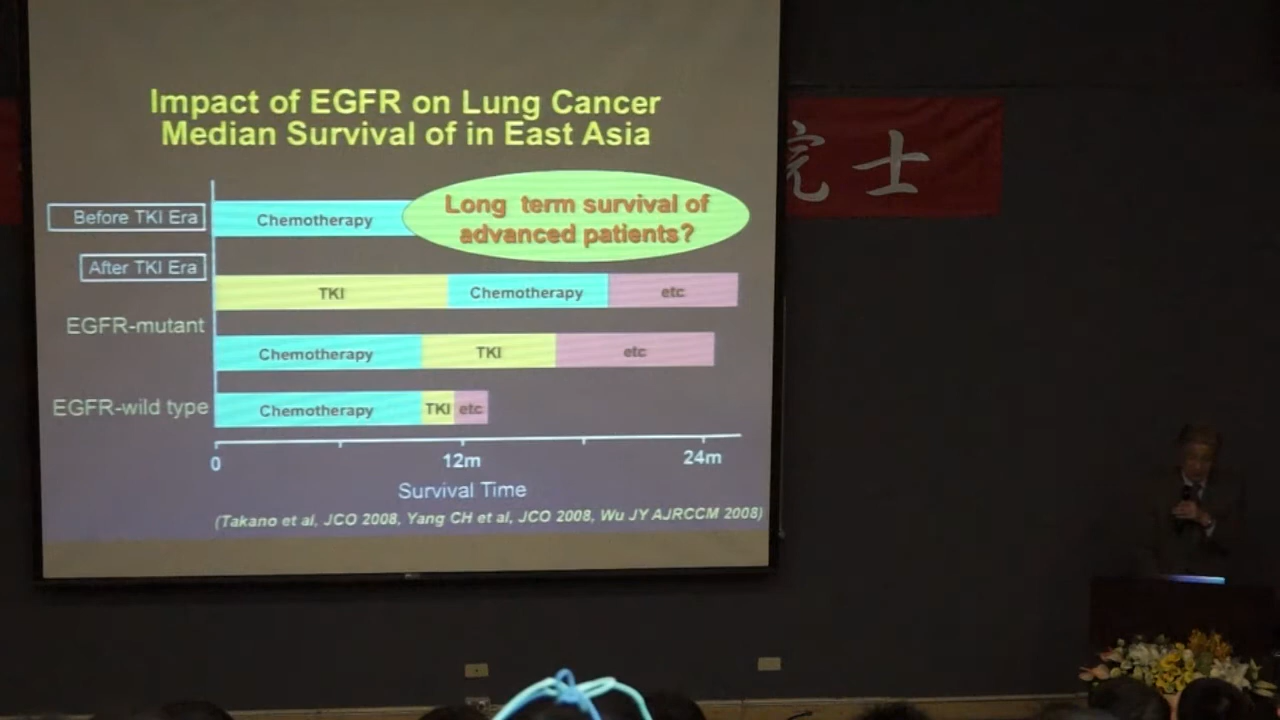 Impact of EGFR on Lung Cancer
Median Survival of in East Asia
Before TKI Era
Chemotherapy
Long term survival of
advanced patients?
After TKI Era
TKI Chemotherapy etc
EGFR-mutant
Chemotherapy TKI etc
EGFR-wild type
Chemotherapy TKI etc
0 12m 24m
Survival Time
(Takano et al, JCO 2008, Yang CH et al, JCO 2008, Wu JY AJRCCM 2008)
院士